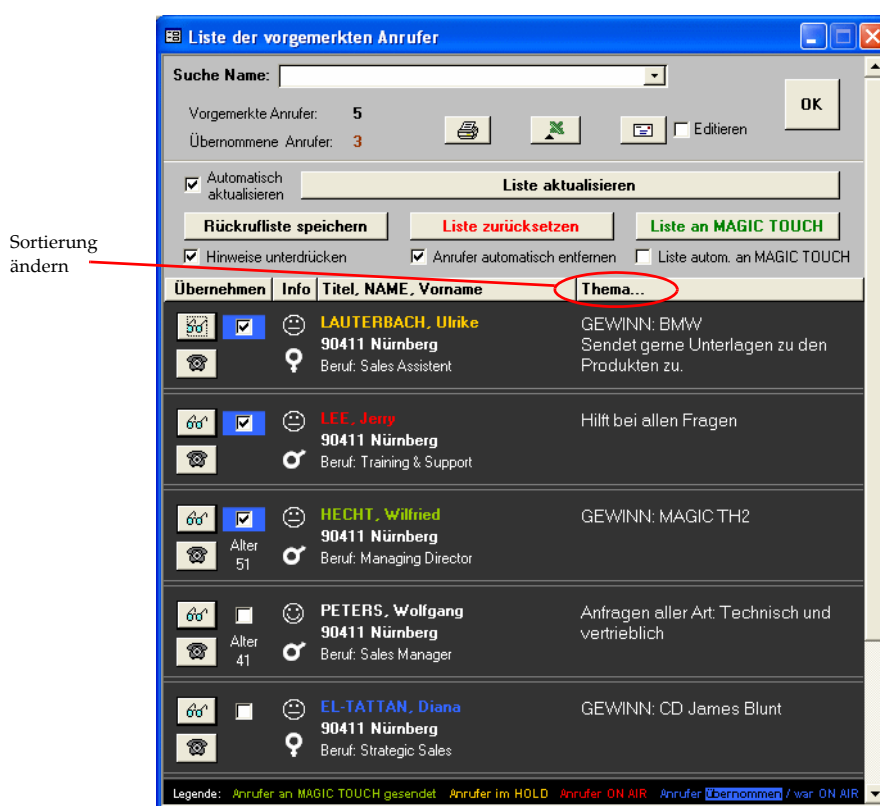 Liste der vorgemerkten Anrufer
Suche Name:
OK
Vorgemerkte Anrufer: 5
Editieren
Übernommene Anrufer: 3
Automatisch
aktualisieren
Liste aktualisieren
Rückrufliste speichern
Liste zurücksetzen
Liste an MAGIC TOUCH
Sortierung
ändern
Hinweise unterdrücken
Anrufer automatisch entfernen
Liste autom. an MAGIC TOUCH
Übernehmen Info Titel, NAME, Vorname Thema...
LAUTERBACH, Ulrike
90411 Nürnberg
Beruf: Sales Assistent
GEWINN: BMW
Sendet gerne Unterlagen zu den
Produkten zu.
LEE, Jerry
90411 Nürnberg
Beruf: Training & Support
Hilft bei allen Fragen
Alter
51
HECHT, Wilfried
90411 Nürnberg
Beruf: Managing Director
GEWINN: MAGIC TH2
Alter
41
PETERS, Wolfgang
90411 Nürnberg
Beruf: Sales Manager
Anfragen aller Art: Technisch und
vertrieblich
EL-TATTAN, Diana
90411 Nürnberg
Beruf: Strategic Sales
GEWINN: CD James Blunt
Legende: Anrufer an MAGIC TOUCH gesendet Anrufer im HOLD Anrufer ON AIR Anrufer übernommen / war ON AIR